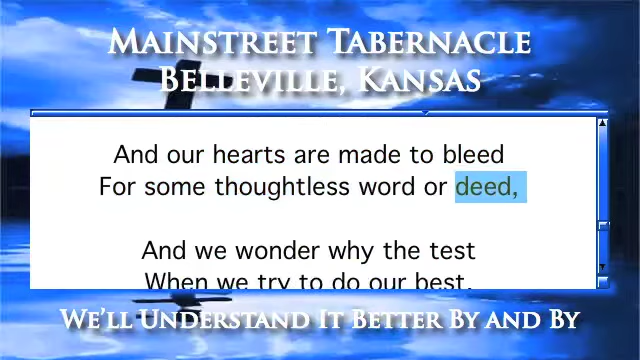 Mainstreet Tabernacle
Belleville, Kansas
And our hearts are made to bleed
For some thoughtless word or deed,
And we wonder why the test
When we try to do our best.
We'll Understand It Better By and By